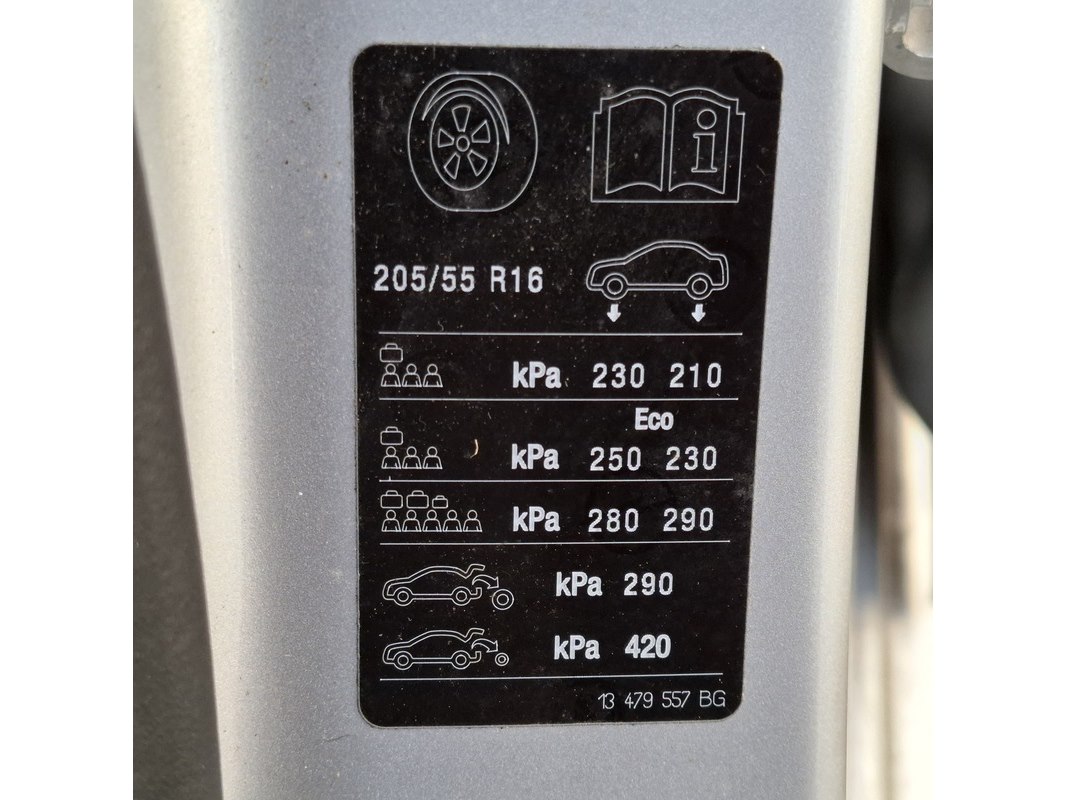 i
205/55 R16
kPa 230 210
Eco
kPa 250 230
kPa 280 290
kPa 290
kPa 420
13 479 557 BG